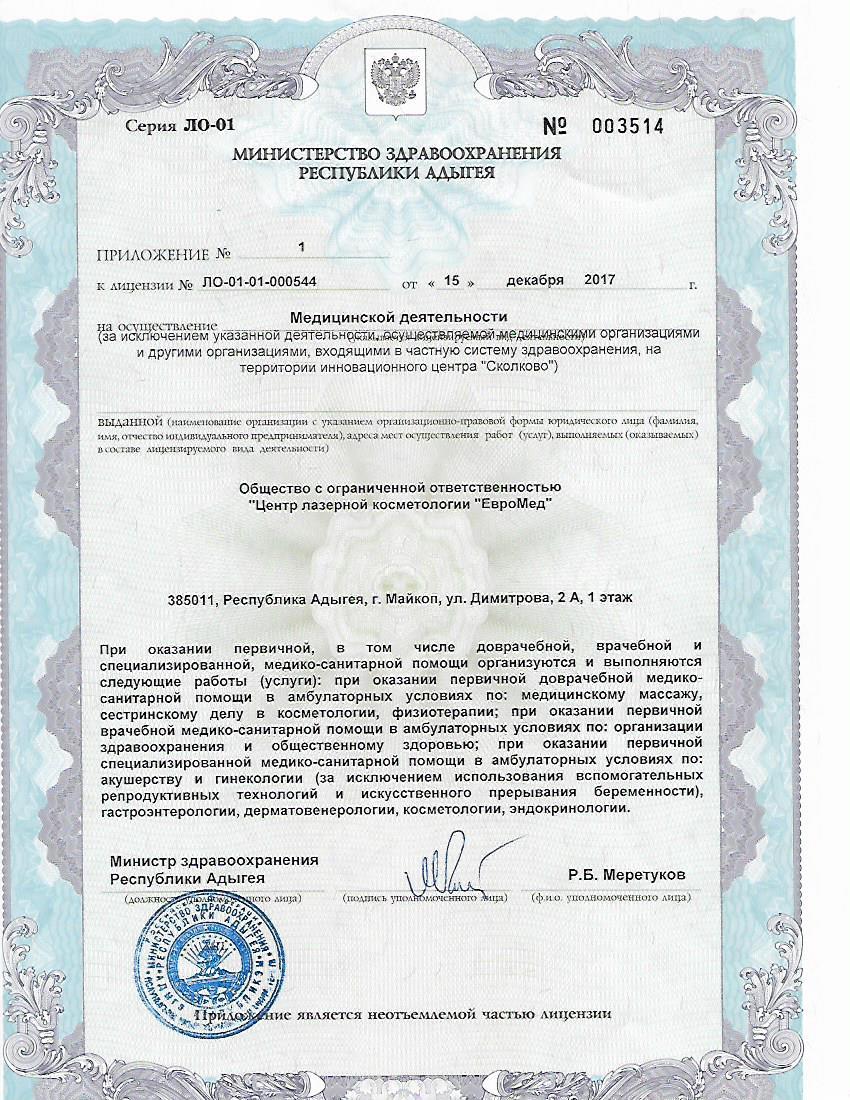 Серия ЛО-01
№ 003514
МИНИСТЕРСТВО ЗДРАВООХРАНЕНИЯ
РЕСПУБЛИКИ АДЫГЕЯ
ПРИЛОЖЕНИЕ № 1
к лицензии № ЛО-01-01-000544 от « 15 » декабря 2017 г.
на осуществление Медицинской деятельности
(за исключением указанной деятельности, осуществляемой медицинскими организациями
и другими организациями, входящими в частную систему здравоохранения, на
территории инновационного центра "Сколково")
выданной (наименование организации с указанием организационно-правовой формы юридического лица (фамилия,
имя, отчество индивидуального предпринимателя), адреса мест осуществления работ (услуг), выполняемых (оказываемых)
в составе лицензируемого вида деятельности)
Общество с ограниченной ответственностью
"Центр лазерной косметологии "ЕвроМед"
385011, Республика Адыгея, г. Майкоп, ул. Димитрова, 2 А, 1 этаж
При оказании первичной, в том числе доврачебной, врачебной и
специализированной, медико-санитарной помощи организуются и выполняются
следующие работы (услуги): при оказании первичной доврачебной медико-
санитарной помощи в амбулаторных условиях по: медицинскому массажу,
сестринскому делу в косметологии, физиотерапии; при оказании первичной
врачебной медико-санитарной помощи в амбулаторных условиях по: организации
здравоохранения и общественному здоровью; при оказании первичной
специализированной медико-санитарной помощи в амбулаторных условиях по:
акушерству и гинекологии (за исключением использования вспомогательных
репродуктивных технологий и искусственного прерывания беременности),
гастроэнтерологии, дерматовенерологии, косметологии, эндокринологии.
Министр здравоохранения
Республики Адыгея
Р.Б. Меретуков
(должность уполномоченного лица) (подпись уполномоченного лица) (ф.и.о. уполномоченного лица)
МИНИСТЕРСТВО ЗДРАВООХРАНЕНИЯ
РЕСПУБЛИКИ АДЫГЕЯ
Приложение является неотъемлемой частью лицензии